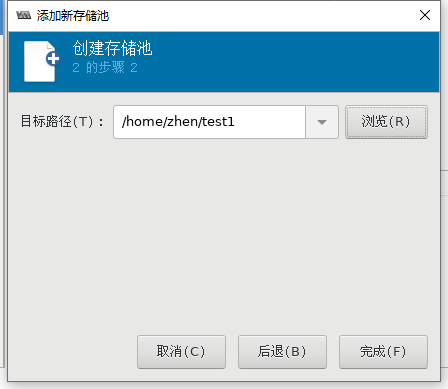 添加新存储池
创建存储池
2 的步骤 2
目标路径(T)：
/home/zhen/test1
浏览(R)
取消(C)
后退(B)
完成(F)